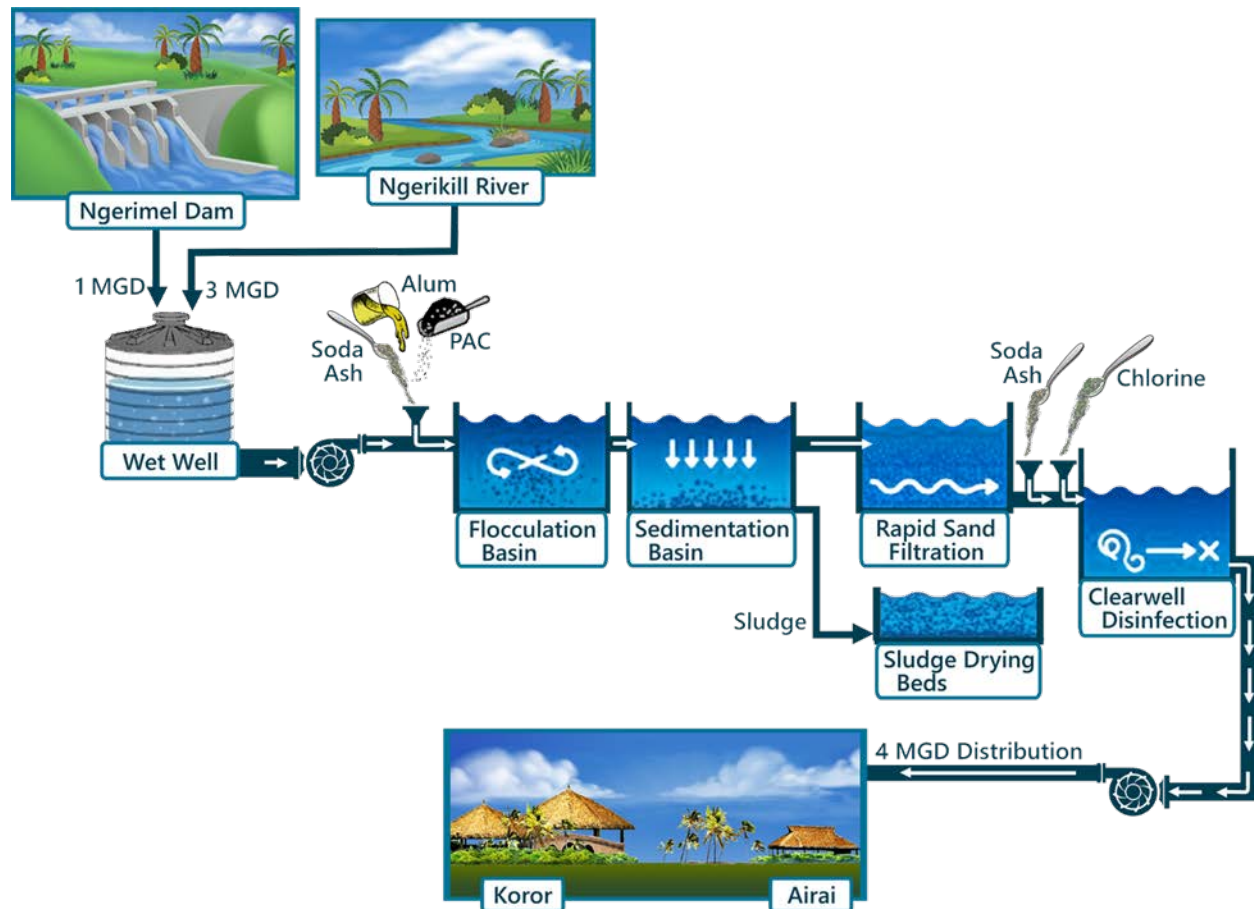 Ngerimel Dam
Ngerikill River
1 MGD
3 MGD
Alum
PAC
Soda
Ash
Soda
Ash
Chlorine
Wet Well
Flocculation
Basin
Sedimentation
Basin
Rapid Sand
Filtration
Clearwell
Disinfection
Sludge
Sludge Drying
Beds
4 MGD Distribution
Koror
Airai